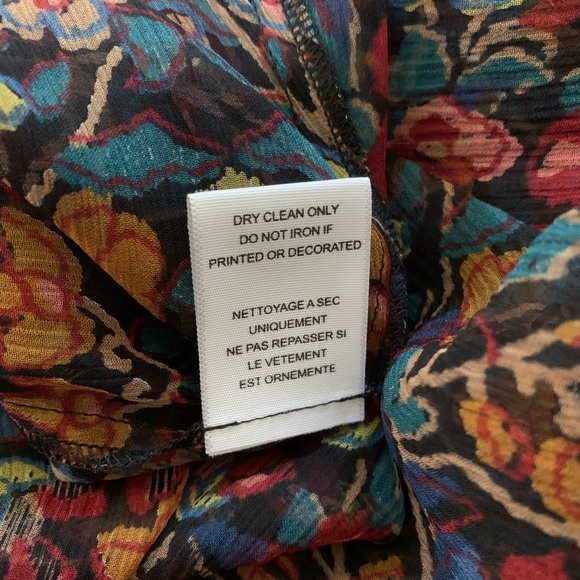 DRY CLEAN ONLY
DO NOT IRON IF
PRINTED OR DECORATED
NETTOYAGE A SEC
UNIQUEMENT
NE PAS REPASSER SI
LE VETEMENT
EST ORNEMENTE